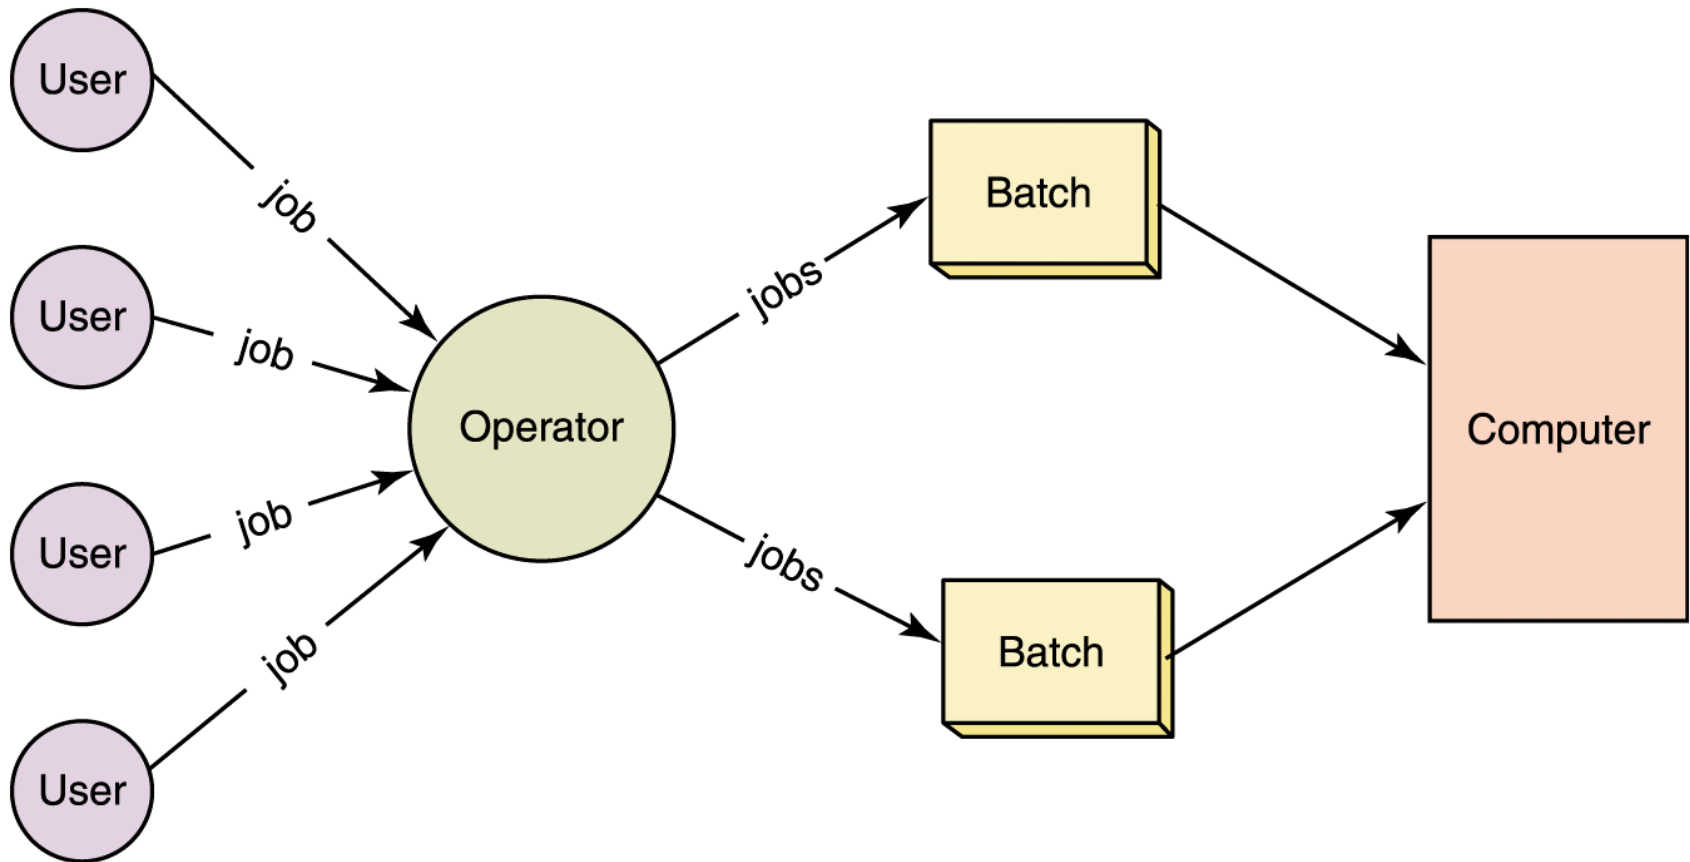 User
job
User
job
User
job
User
job
Operator
jobs
jobs
Batch
Batch
Computer